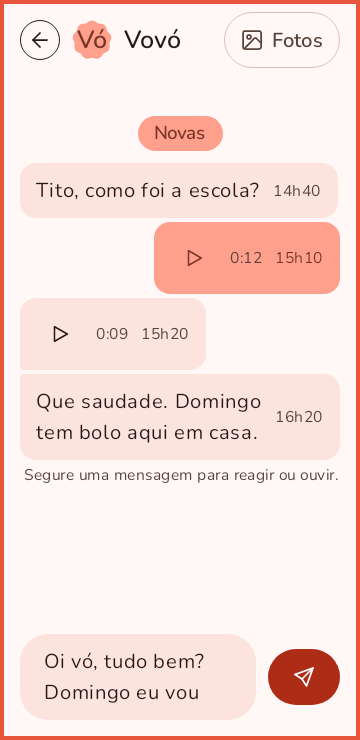 Vó Vovó Fotos
Novas
Tito, como foi a escola? 14h40
0:12 15h10
0:09 15h20
Que saudade. Domingo
tem bolo aqui em casa. 16h20
Segure uma mensagem para reagir ou ouvir.
Oi vó, tudo bem?
Domingo eu vou